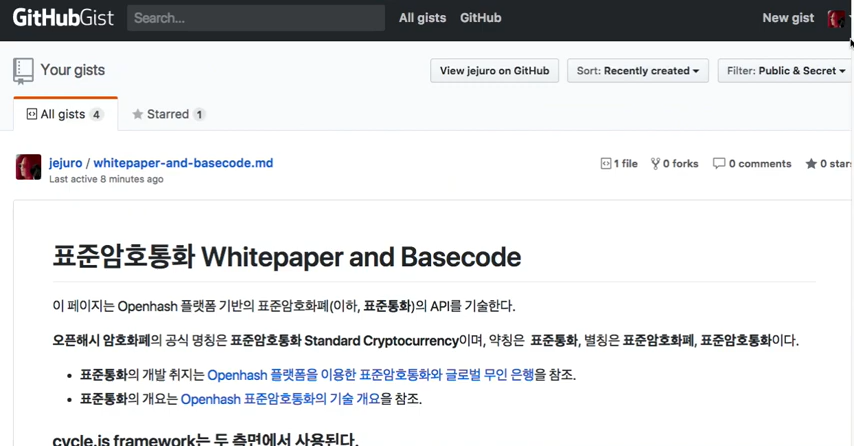 GitHubGist Search... All gists GitHub New gist
Your gists View jejuro on GitHub Sort: Recently created Filter: Public & Secret
All gists 4 Starred 1
jejuro / whitepaper-and-basecode.md 1 file 0 forks 0 comments 0 stars
Last active 8 minutes ago
표준암호통화 Whitepaper and Basecode
이 페이지는 Openhash 플랫폼 기반의 표준암호화폐(이하, 표준통화)의 API를 기술한다.
오픈해시 암호화폐의 공식 명칭은 표준암호통화 Standard Cryptocurrency이며, 약칭은 표준통화, 별칭은 표준암호화폐, 표준암호통화이다.
표준통화의 개발 취지는 Openhash 플랫폼을 이용한 표준암호통화와 글로벌 무인 은행을 참조.
표준통화의 개요는 Openhash 표준암호통화의 기술 개요을 참조.
cycle.js framework는 두 측면에서 사용된다.